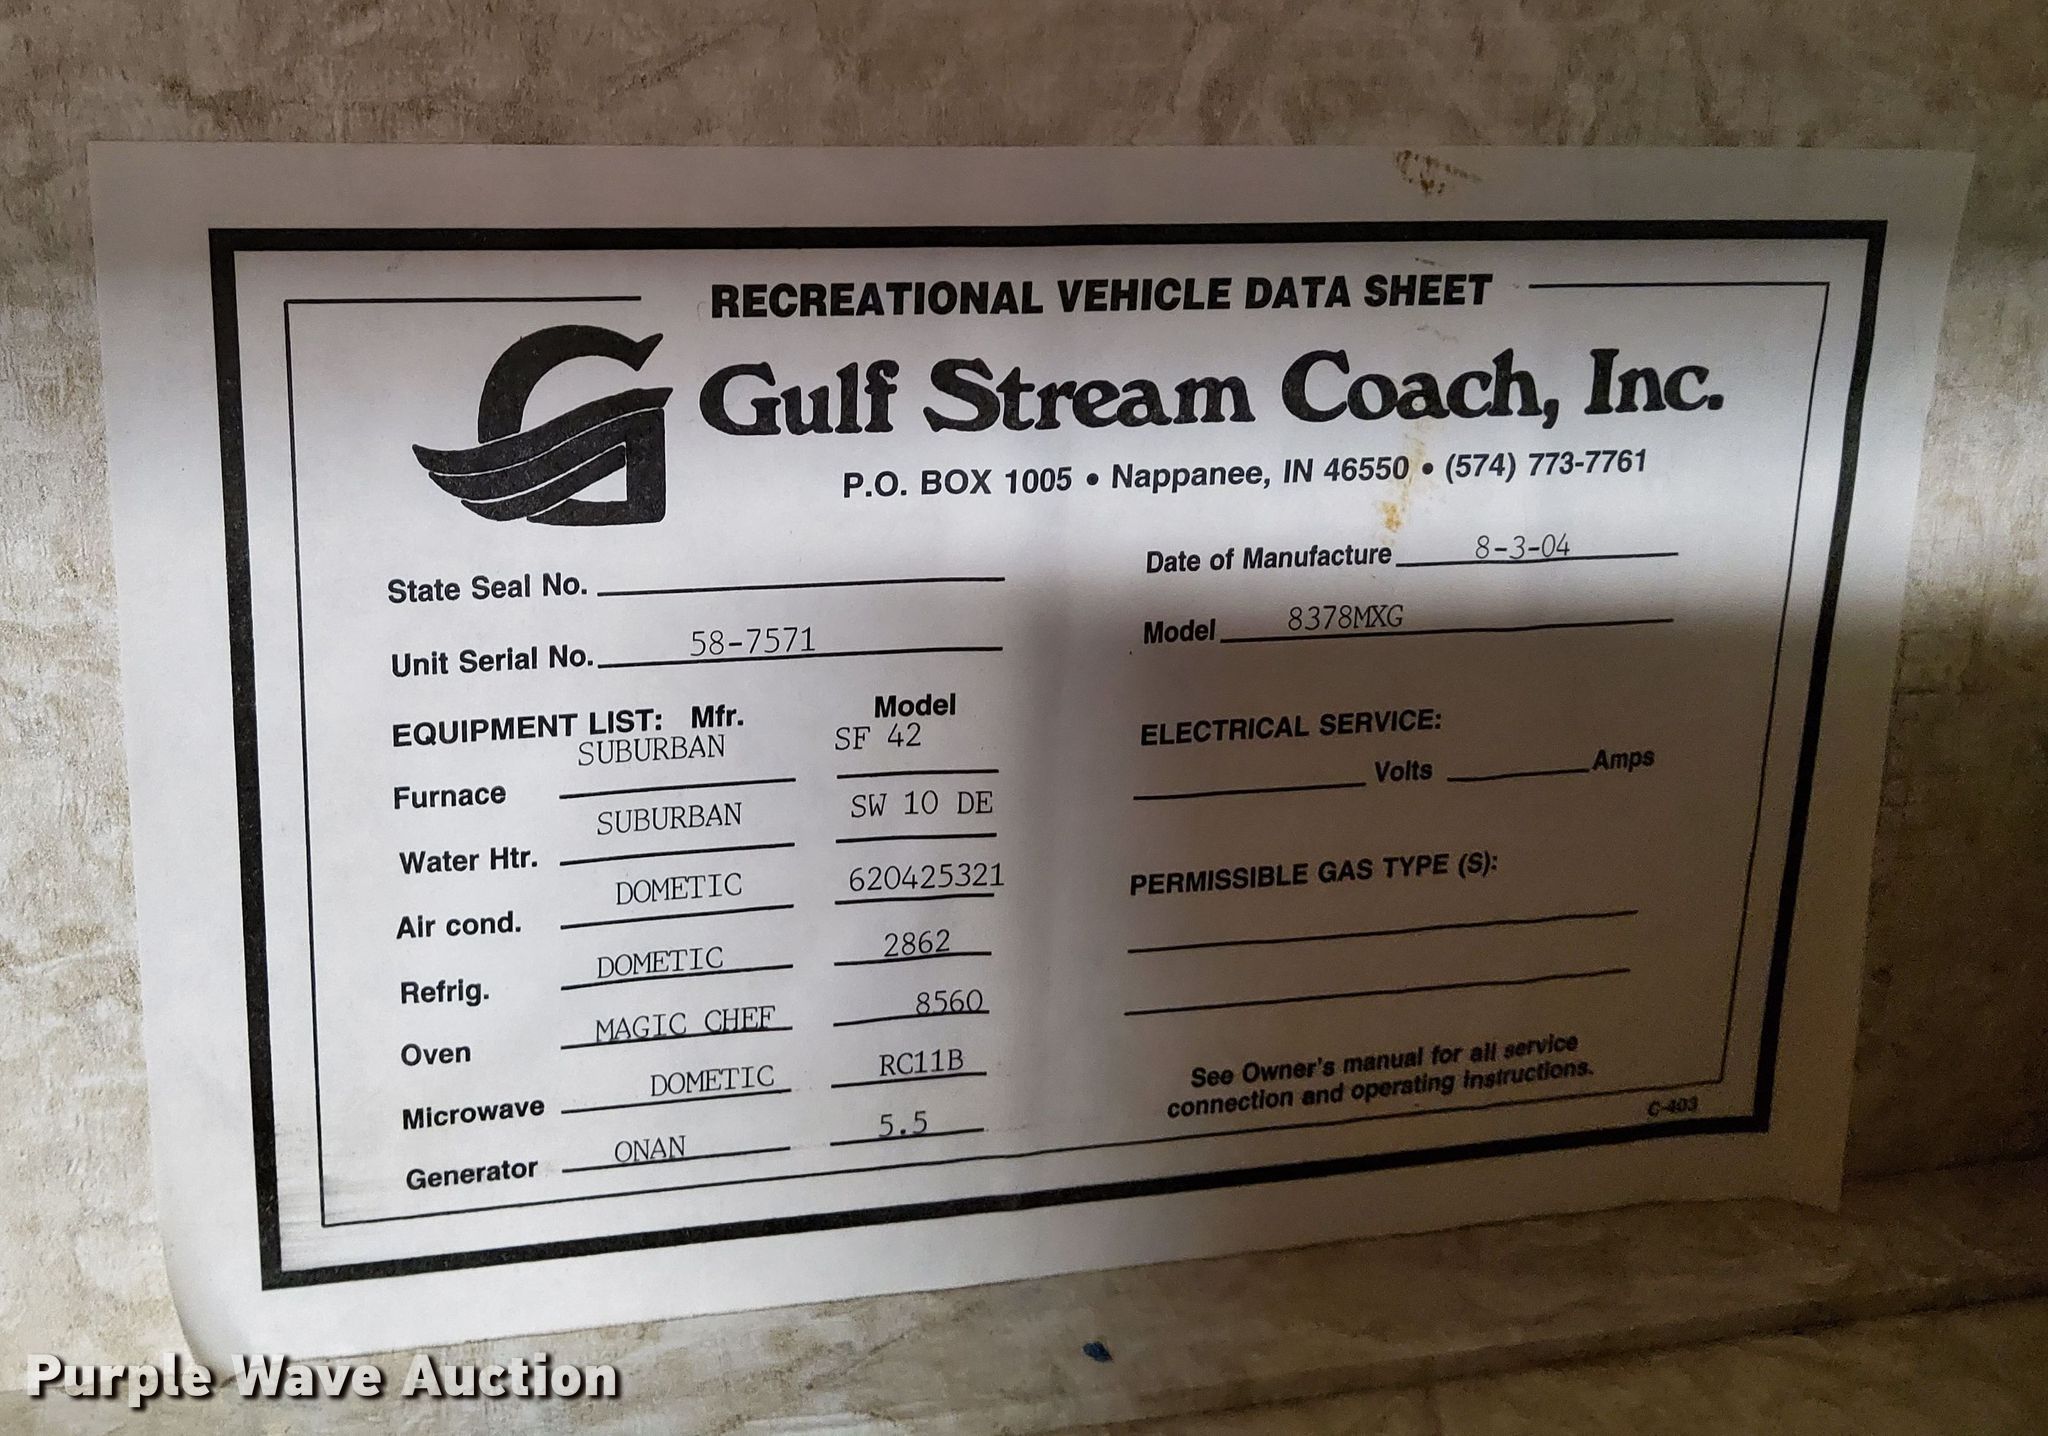 RECREATIONAL VEHICLE DATA SHEET
Gulf Stream Coach, Inc.
P.O. BOX 1005 • Nappanee, IN 46550 • (574) 773-7761
State Seal No.
Date of Manufacture 8-3-04
Unit Serial No. 58-7571
Model 8378MXG
EQUIPMENT LIST: Mfr. Model
Furnace SUBURBAN SF 42
Water Htr. SUBURBAN SW 10 DE
Air cond. DOMETIC 620425321
Refrig. DOMETIC 2862
Oven MAGIC CHEF 8560
Microwave DOMETIC RC11B
Generator ONAN 5.5
ELECTRICAL SERVICE:
Volts Amps
PERMISSIBLE GAS TYPE (S):
See Owner's manual for all service
connection and operating instructions.
C-403
Purple Wave Auction